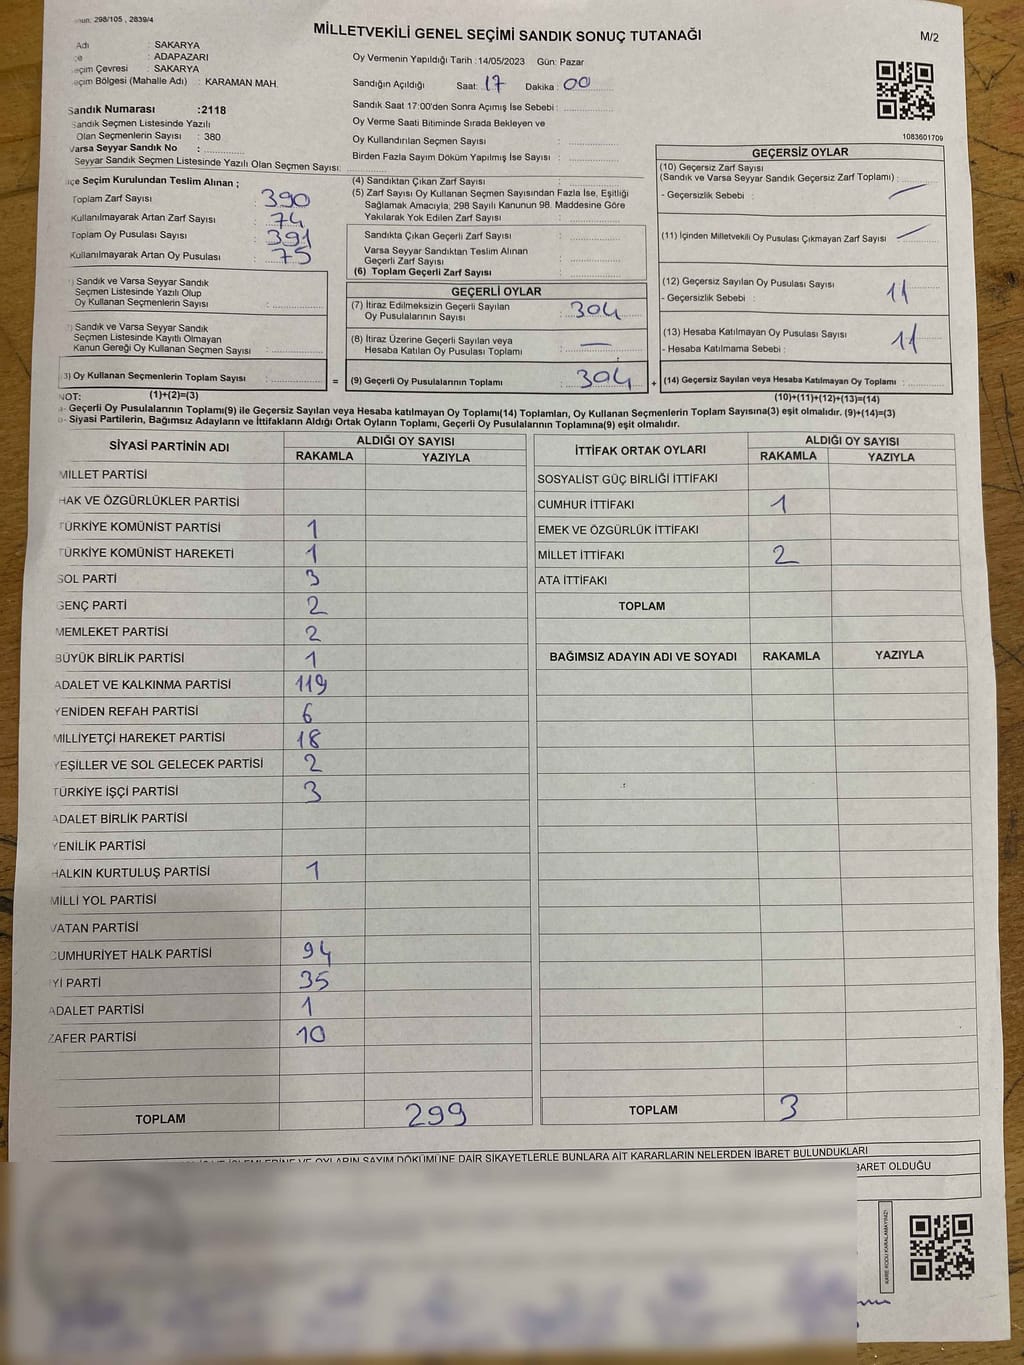 298/105 , 2839/4
MİLLETVEKİLİ GENEL SEÇİMİ SANDIK SONUÇ TUTANAĞI
M/2
Adı : SAKARYA
: ADAPAZARI
Seçim Çevresi : SAKARYA
Seçim Bölgesi (Mahalle Adı) : KARAMAN MAH.
Oy Vermenin Yapıldığı Tarih : 14/05/2023 Gün: Pazar
Sandığın Açıldığı Saat: 17 Dakika : 00
Sandık Saat 17:00'den Sonra Açımış İse Sebebi :
Oy Verme Saati Bitiminde Sırada Bekleyen ve
Oy Kullandırılan Seçmen Sayısı :
Birden Fazla Sayım Döküm Yapılmış İse Sayısı :
1083601709
Sandık Numarası :2118
Sandık Seçmen Listesinde Yazılı
Olan Seçmenlerin Sayısı : 380
Varsa Seyyar Sandık No :
Seyyar Sandık Seçmen Listesinde Yazılı Olan Seçmen Sayısı:
İlçe Seçim Kurulundan Teslim Alınan ;
Toplam Zarf Sayısı : 390
Kullanılmayarak Artan Zarf Sayısı : 74
Toplam Oy Pusulası Sayısı : 391
Kullanılmayarak Artan Oy Pusulası : 75
) Sandık ve Varsa Seyyar Sandık
Seçmen Listesinde Yazılı Olup
Oy Kullanan Seçmenlerin Sayısı :
) Sandık ve Varsa Seyyar Sandık
Seçmen Listesinde Kayıtlı Olmayan
Kanun Gereği Oy Kullanan Seçmen Sayısı :
3) Oy Kullanan Seçmenlerin Toplam Sayısı :
(4) Sandıktan Çıkan Zarf Sayısı :
(5) Zarf Sayısı Oy Kullanan Seçmen Sayısından Fazla İse, Eşitliği
Sağlamak Amacıyla, 298 Sayılı Kanunun 98. Maddesine Göre
Yakılarak Yok Edilen Zarf Sayısı :
Sandıkta Çıkan Geçerli Zarf Sayısı :
Varsa Seyyar Sandıktan Teslim Alınan
Geçerli Zarf Sayısı :
(6) Toplam Geçerli Zarf Sayısı :
GEÇERLİ OYLAR
(7) İtiraz Edilmeksizin Geçerli Sayılan
Oy Pusulalarının Sayısı : 304
(8) İtiraz Üzerine Geçerli Sayılan veya
Hesaba Katılan Oy Pusulası Toplamı : —
= (9) Geçerli Oy Pusulalarının Toplamı : 304
GEÇERSİZ OYLAR
(10) Geçersiz Zarf Sayısı
(Sandık ve Varsa Seyyar Sandık Geçersiz Zarf Toplamı) :
- Geçersizlik Sebebi : —
(11) İçinden Milletvekili Oy Pusulası Çıkmayan Zarf Sayısı —
(12) Geçersiz Sayılan Oy Pusulası Sayısı : 11
- Geçersizlik Sebebi :
(13) Hesaba Katılmayan Oy Pusulası Sayısı : 11
- Hesaba Katılmama Sebebi :
+ (14) Geçersiz Sayılan veya Hesaba Katılmayan Oy Toplamı :
NOT: (1)+(2)=(3)
(10)+(11)+(12)+(13)=(14)
a- Geçerli Oy Pusulalarının Toplamı(9) ile Geçersiz Sayılan veya Hesaba katılmayan Oy Toplamı(14) Toplamları, Oy Kullanan Seçmenlerin Toplam Sayısına(3) eşit olmalıdır. (9)+(14)=(3)
b- Siyasi Partilerin, Bağımsız Adayların ve İttifakların Aldığı Ortak Oyların Toplamı, Geçerli Oy Pusulalarının Toplamına(9) eşit olmalıdır.
SİYASİ PARTİNİN ADI
ALDIĞI OY SAYISI
RAKAMLA YAZIYLA
MİLLET PARTİSİ
HAK VE ÖZGÜRLÜKLER PARTİSİ
TÜRKİYE KOMÜNİST PARTİSİ 1
TÜRKİYE KOMÜNİST HAREKETİ 1
SOL PARTİ 3
GENÇ PARTİ 2
MEMLEKET PARTİSİ 2
BÜYÜK BİRLİK PARTİSİ 1
ADALET VE KALKINMA PARTİSİ 119
YENİDEN REFAH PARTİSİ 6
MİLLİYETÇİ HAREKET PARTİSİ 18
YEŞİLLER VE SOL GELECEK PARTİSİ 2
TÜRKİYE İŞÇİ PARTİSİ 3
ADALET BİRLİK PARTİSİ
YENİLİK PARTİSİ
HALKIN KURTULUŞ PARTİSİ 1
MİLLİ YOL PARTİSİ
VATAN PARTİSİ
CUMHURİYET HALK PARTİSİ 94
İYİ PARTİ 35
ADALET PARTİSİ 1
ZAFER PARTİSİ 10
TOPLAM 299
İTTİFAK ORTAK OYLARI
ALDIĞI OY SAYISI
RAKAMLA YAZIYLA
SOSYALİST GÜÇ BİRLİĞİ İTTİFAKI
CUMHUR İTTİFAKI 1
EMEK VE ÖZGÜRLÜK İTTİFAKI
MİLLET İTTİFAKI 2
ATA İTTİFAKI
TOPLAM
BAĞIMSIZ ADAYIN ADI VE SOYADI RAKAMLA YAZIYLA
TOPLAM 3
OYLARIN SAYIM DÖKÜMÜNE DAİR ŞİKAYETLERLE BUNLARA AİT KARARLARIN NELERDEN İBARET BULUNDUKLARI
BARET OLDUĞU